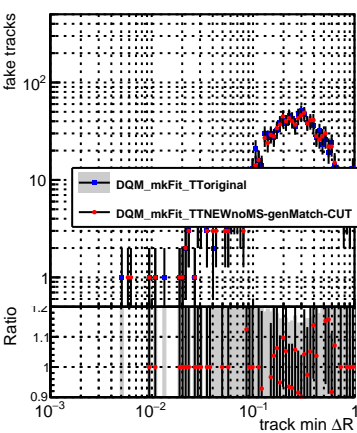 fake tracks
10²
10
1
DQM_mkFit_TToriginal
DQM_mkFit_TTNEWnoMS-genMatch-CUT
Ratio
1.2
1.1
1
0.9
10⁻³ 10⁻² 10⁻¹ 1
track min ΔR